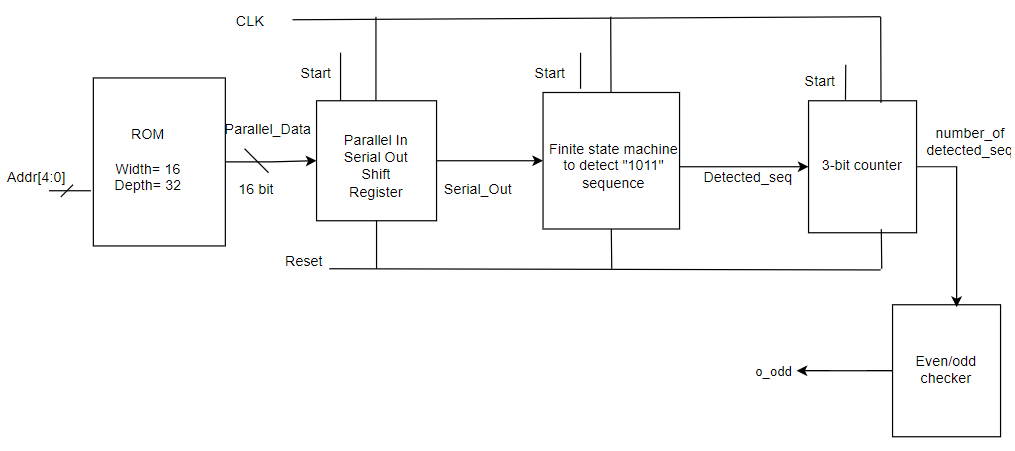 CLK
Start
Start
Start
ROM
Width= 16
Depth= 32
Addr[4:0]
Parallel_Data
16 bit
Parallel In
Serial Out
Shift
Register
Serial_Out
Finite state machine
to detect "1011"
sequence
Detected_seq
3-bit counter
number_of
detected_seq
Reset
Even/odd
checker
o_odd